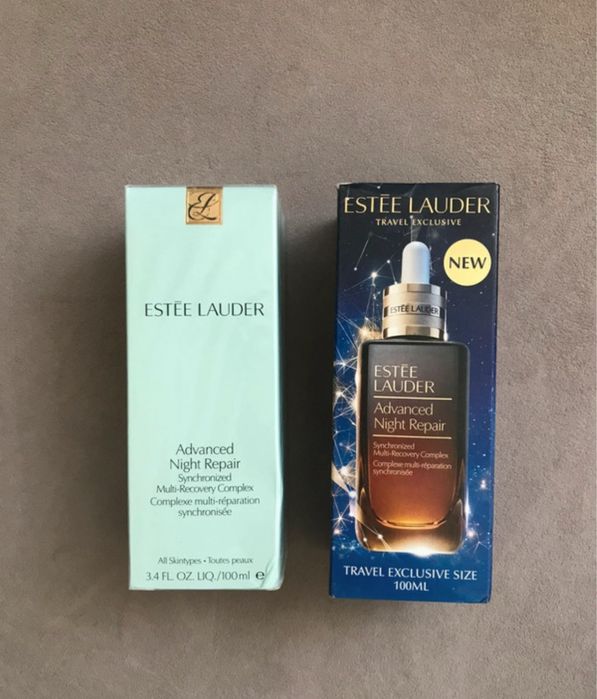 EL
ESTĒE LAUDER
Advanced
Night Repair
Synchronized
Multi-Recovery Complex
Complexe multi-réparation
synchronisée
All Skintypes • Toutes peaux
3.4 FL. OZ. LIQ./100ml ℮
ESTĒE LAUDER
TRAVEL EXCLUSIVE
NEW
ESTĒE LAUDER
ESTĒE
LAUDER
Advanced
Night Repair
Synchronized
Multi-Recovery Complex
Complexe multi-réparation
synchronisée
TRAVEL EXCLUSIVE SIZE
100ML